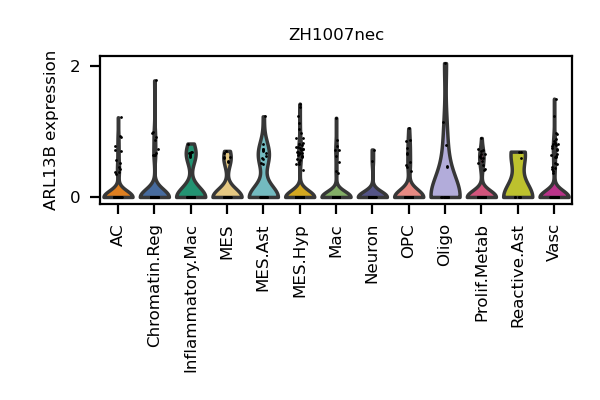 ZH1007nec
ARL13B expression
2
0
AC
Chromatin.Reg
Inflammatory.Mac
MES
MES.Ast
MES.Hyp
Mac
Neuron
OPC
Oligo
Prolif.Metab
Reactive.Ast
Vasc